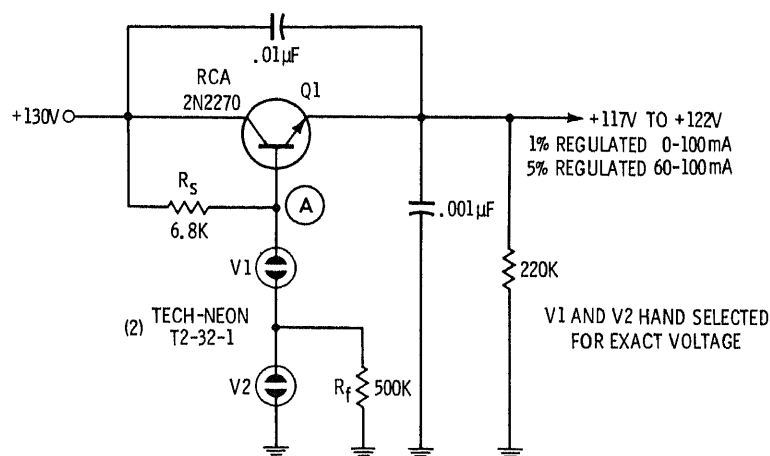 .01µF
RCA
2N2270
Q1
+130V
+117V TO +122V
1% REGULATED 0-100mA
5% REGULATED 60-100mA
RS
6.8K
A
.001µF
V1
220K
(2) TECH-NEON
T2-32-1
V1 AND V2 HAND SELECTED
FOR EXACT VOLTAGE
V2
Rf
500K